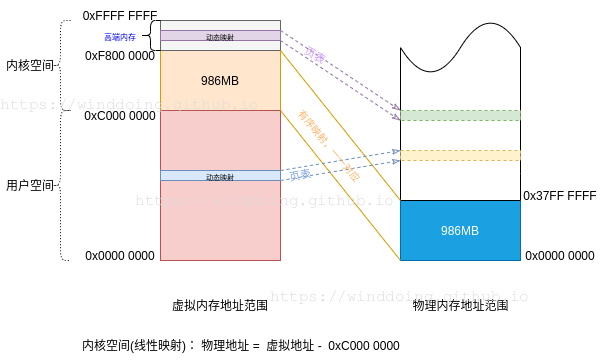 0xFFFF FFFF
高端内存
动态映射
页表
0xF800 0000
内核空间
986MB
https://winddoing.github.io
0xC000 0000
有序映射，一一对应
动态映射
页表
用户空间
https://winddoing.github.io
0x37FF FFFF
986MB
0x0000 0000
0x0000 0000
https://winddoing.github.io
虚拟内存地址范围
物理内存地址范围
内核空间(线性映射)： 物理地址 = 虚拟地址 - 0xC000 0000